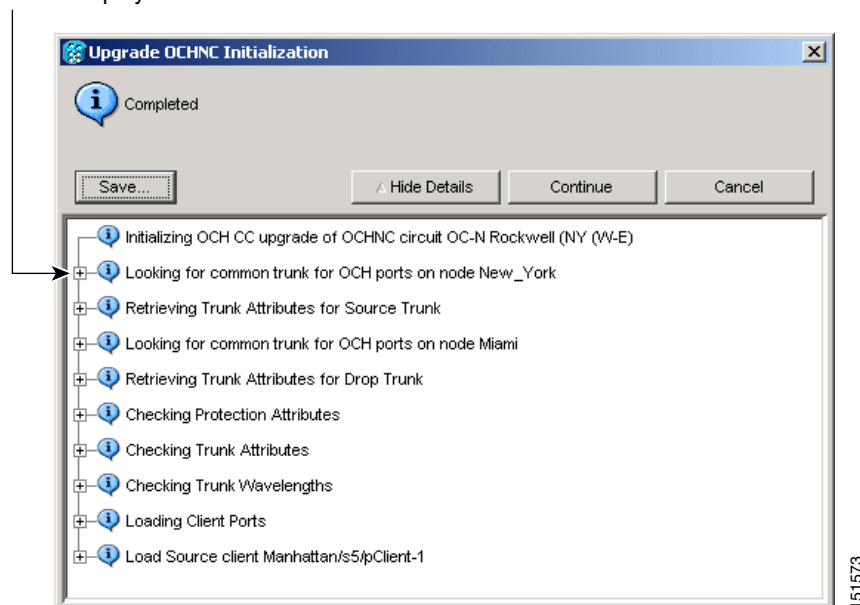 Upgrade OCHNC Initialization
Completed
Save... Hide Details Continue Cancel
Initializing OCH CC upgrade of OCHNC circuit OC-N Rockwell (NY (W-E)
Looking for common trunk for OCH ports on node New_York
Retrieving Trunk Attributes for Source Trunk
Looking for common trunk for OCH ports on node Miami
Retrieving Trunk Attributes for Drop Trunk
Checking Protection Attributes
Checking Trunk Attributes
Checking Trunk Wavelengths
Loading Client Ports
Load Source client Manhattan/s5/pClient-1
151573